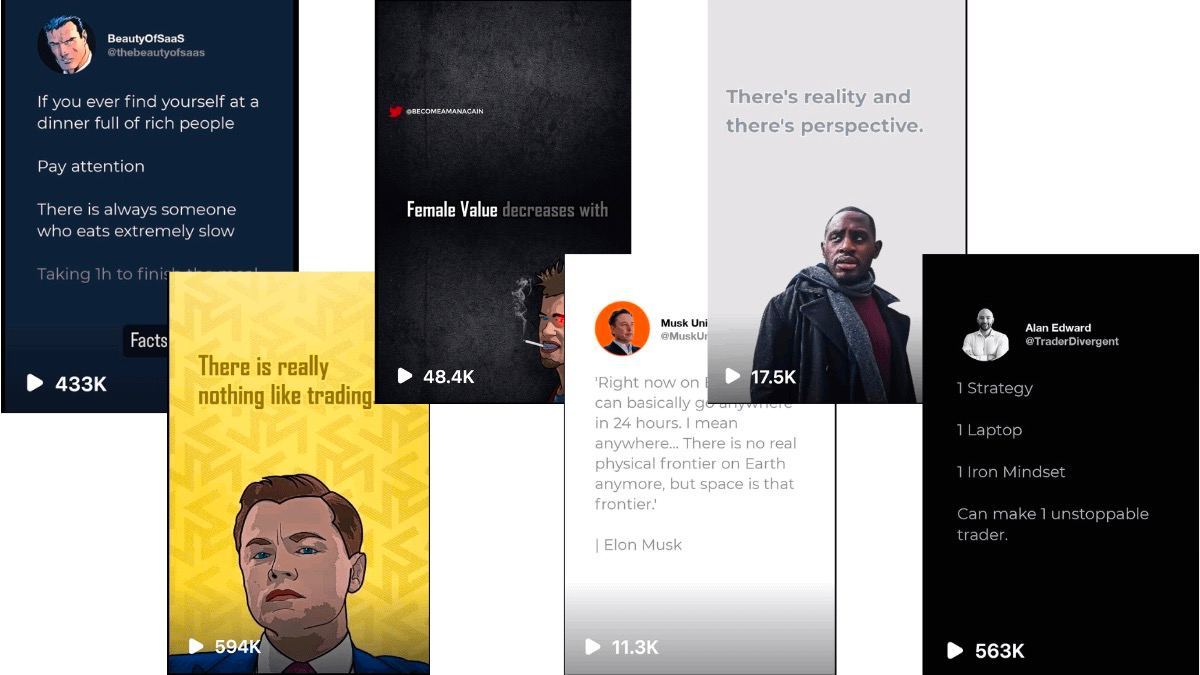 BeautyOfSaaS
@thebeautyofsaas
If you ever find yourself at a
dinner full of rich people
Pay attention
There is always someone
who eats extremely slow
Taking 1h to finish the meal
Facts
433K
There is really
nothing like trading.
594K
@BECOMEAMANAGAIN
Female Value decreases with
48.4K
Musk Uni
@MuskUn
'Right now on E
can basically go anywhere
in 24 hours. I mean
anywhere... There is no real
physical frontier on Earth
anymore, but space is that
frontier.'
| Elon Musk
11.3K
There's reality and
there's perspective.
17.5K
Alan Edward
@TraderDivergent
1 Strategy
1 Laptop
1 Iron Mindset
Can make 1 unstoppable
trader.
563K